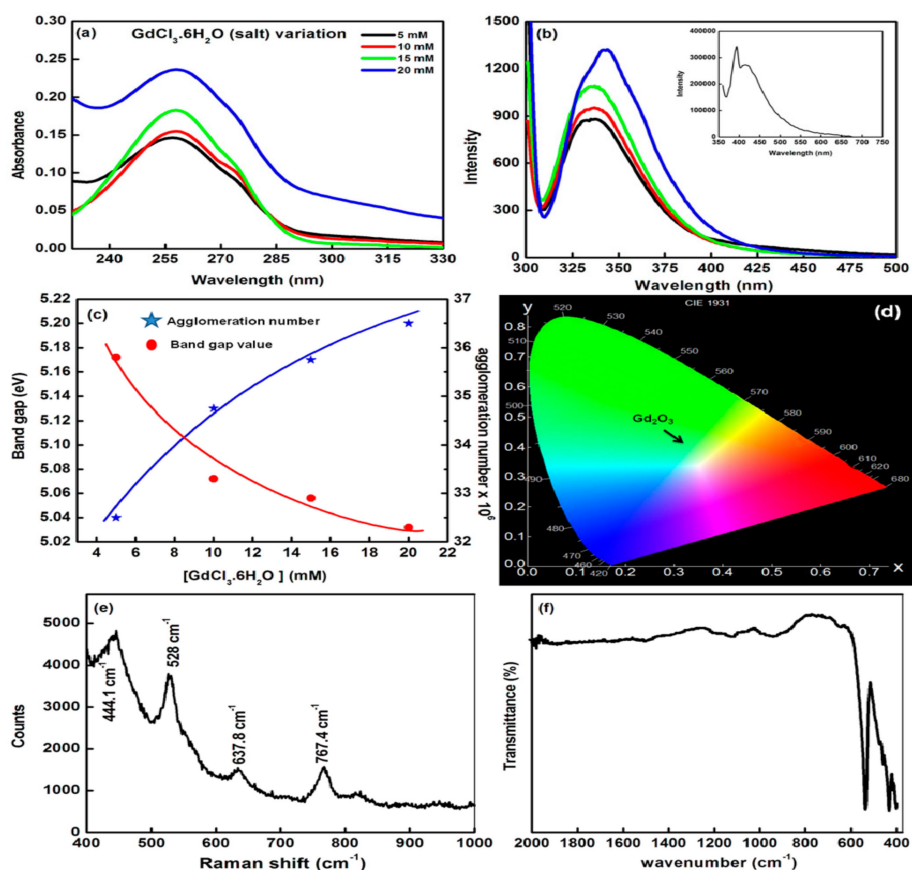 (a) GdCl₃.6H₂O (salt) variation
5 mM
10 mM
15 mM
20 mM
0.30
0.25
0.20
0.15
0.10
0.05
0.00
Absorbance
240 258 276 294 312 330
Wavelength (nm)
(b)
1500
1200
900
600
300
0
Intensity
300 325 350 375 400 425 450 475 500
Wavelength (nm)
400000
300000
200000
100000
0
Intensity
350 400 450 500 550 600 650 700 750
Wavelength (nm)
(c)
Agglomeration number
Band gap value
5.22
5.20
5.18
5.16
5.14
5.12
5.10
5.08
5.06
5.04
5.02
Band gap (eV)
37
36
35
34
33
32
agglomeration number x 10⁶
4 6 8 10 12 14 16 18 20 22
[GdCl₃.6H₂O ] (mM)
CIE 1931
(d)
y
0.8
0.7
0.6
0.5
0.4
0.3
0.2
0.1
0.0
0.0 0.1 0.2 0.3 0.4 0.5 0.6 0.7
x
520
530
540
550
560
570
580
590
600
610
620
680
510
500
490
480
470
460
420
Gd₂O₃
(e)
5000
4000
3000
2000
1000
0
Counts
444.1 cm⁻¹
528 cm⁻¹
637.8 cm⁻¹
767.4 cm⁻¹
400 500 600 700 800 900 1000
Raman shift (cm⁻¹)
(f)
Transmittance (%)
2000 1800 1600 1400 1200 1000 800 600 400
wavenumber (cm⁻¹)